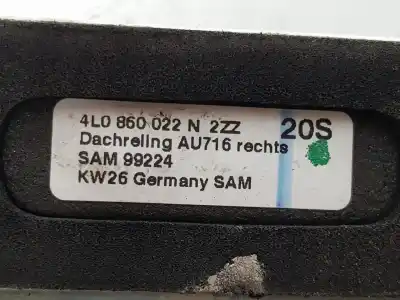 4L0 860 022 N 2ZZ 20S
Dachreling AU716 rechts
SAM 99224
KW26 Germany SAM